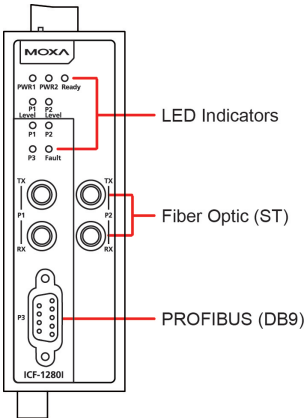 MOXA
PWR1 PWR2 Ready
P1 P2
Level Level
P1 P2
P3 Fault
LED Indicators
TX TX
P1 P2
RX RX
Fiber Optic (ST)
P3
PROFIBUS (DB9)
ICF-1280I